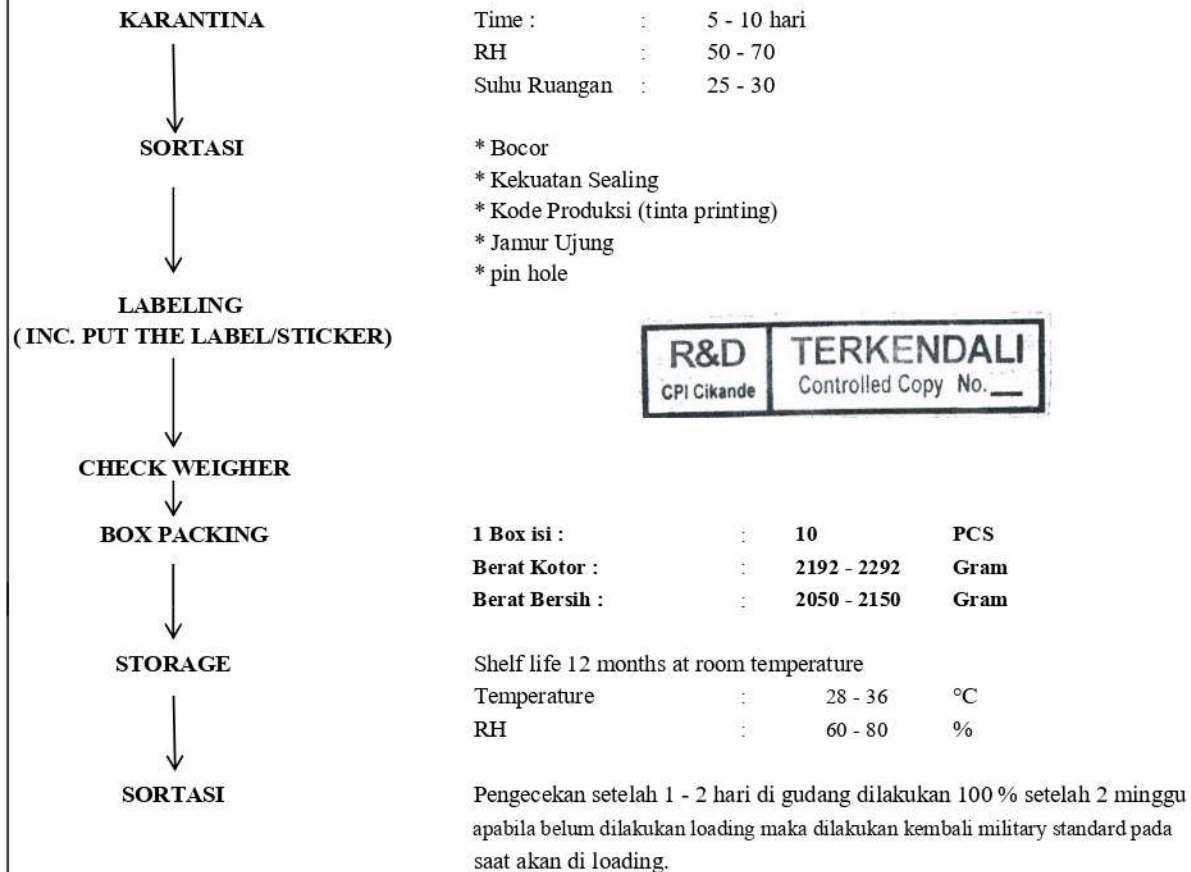 KARANTINA
Time : : 5 - 10 hari
RH : 50 - 70
Suhu Ruangan : 25 - 30
SORTASI
* Bocor
* Kekuatan Sealing
* Kode Produksi (tinta printing)
* Jamur Ujung
* pin hole
LABELING
( INC. PUT THE LABEL/STICKER)
R&D
CPI Cikande
TERKENDALI
Controlled Copy No.___
CHECK WEIGHER
BOX PACKING
1 Box isi : : 10 PCS
Berat Kotor : : 2192 - 2292 Gram
Berat Bersih : : 2050 - 2150 Gram
STORAGE
Shelf life 12 months at room temperature
Temperature : 28 - 36 °C
RH : 60 - 80 %
SORTASI
Pengecekan setelah 1 - 2 hari di gudang dilakukan 100 % setelah 2 minggu
apabila belum dilakukan loading maka dilakukan kembali military standard pada
saat akan di loading.